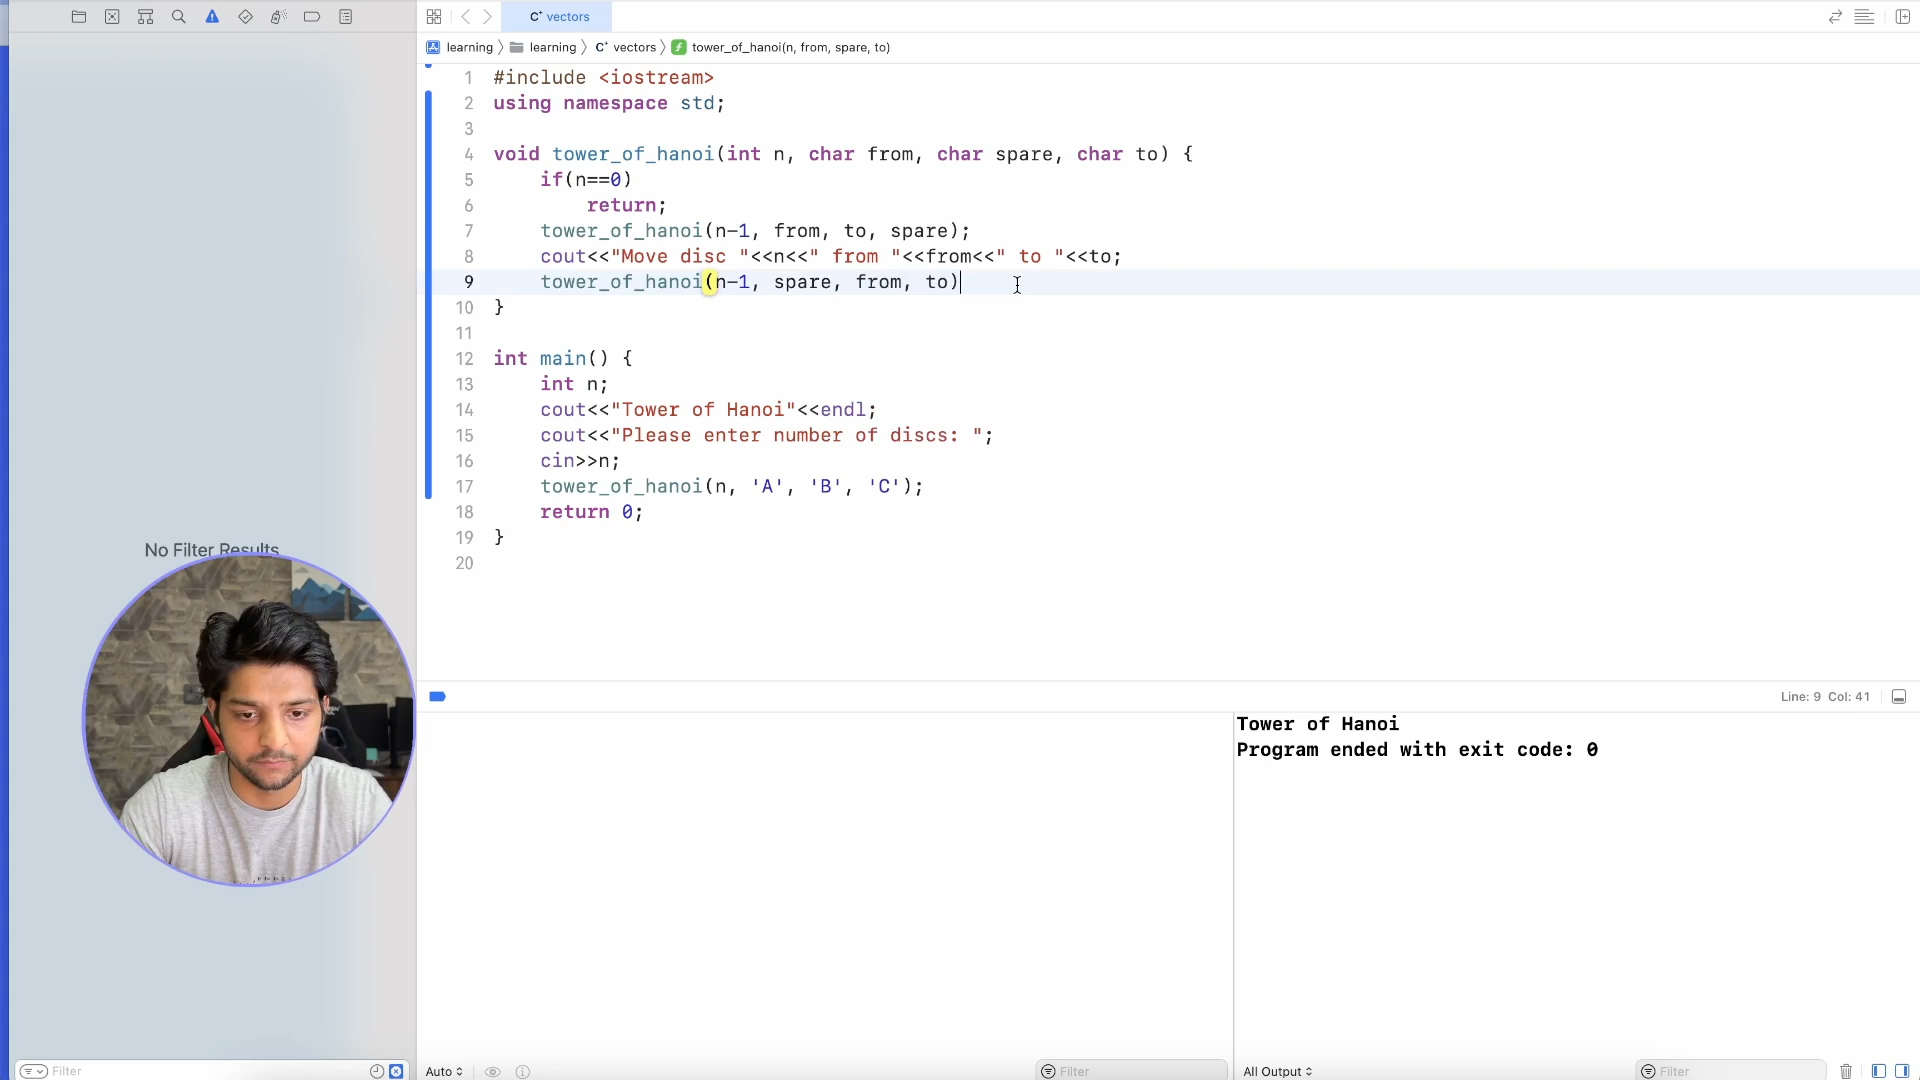 vectors
learning learning vectors tower_of_hanoi(n, from, spare, to)
1 #include <iostream>
2 using namespace std;
3
4 void tower_of_hanoi(int n, char from, char spare, char to) {
5 if(n==0)
6 return;
7 tower_of_hanoi(n-1, from, to, spare);
8 cout<<"Move disc "<<n<<" from "<<from<<" to "<<to;
9 tower_of_hanoi(n-1, spare, from, to)
10 }
11
12 int main() {
13 int n;
14 cout<<"Tower of Hanoi"<<endl;
15 cout<<"Please enter number of discs: ";
16 cin>>n;
17 tower_of_hanoi(n, 'A', 'B', 'C');
18 return 0;
19 }
20
No Filter Results
Line: 9 Col: 41
Tower of Hanoi
Program ended with exit code: 0
Filter
Auto
Filter
All Output
Filter